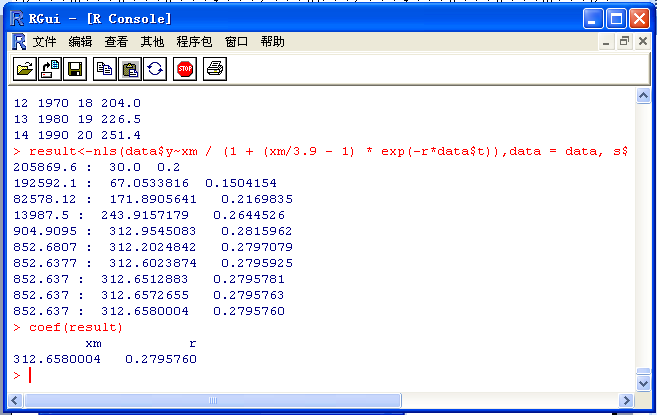 RGui - [R Console]
文件 编辑 查看 其他 程序包 窗口 帮助
STOP
12 1970 18 204.0
13 1980 19 226.5
14 1990 20 251.4
> result<-nls(data$y~xm / (1 + (xm/3.9 - 1) * exp(-r*data$t)),data = data, s$
205869.6 :  30.0  0.2
192592.1 :  67.0533816  0.1504154
82578.12 :  171.8905641   0.2169835
13987.5 :  243.9157179   0.2644526
904.9095 :  312.9545083   0.2815962
852.6807 :  312.2024842   0.2797079
852.6377 :  312.6023874   0.2795925
852.637 :  312.6512883   0.2795781
852.637 :  312.6572655   0.2795763
852.637 :  312.6580004   0.2795760
> coef(result)
xm r
312.6580004   0.2795760
>